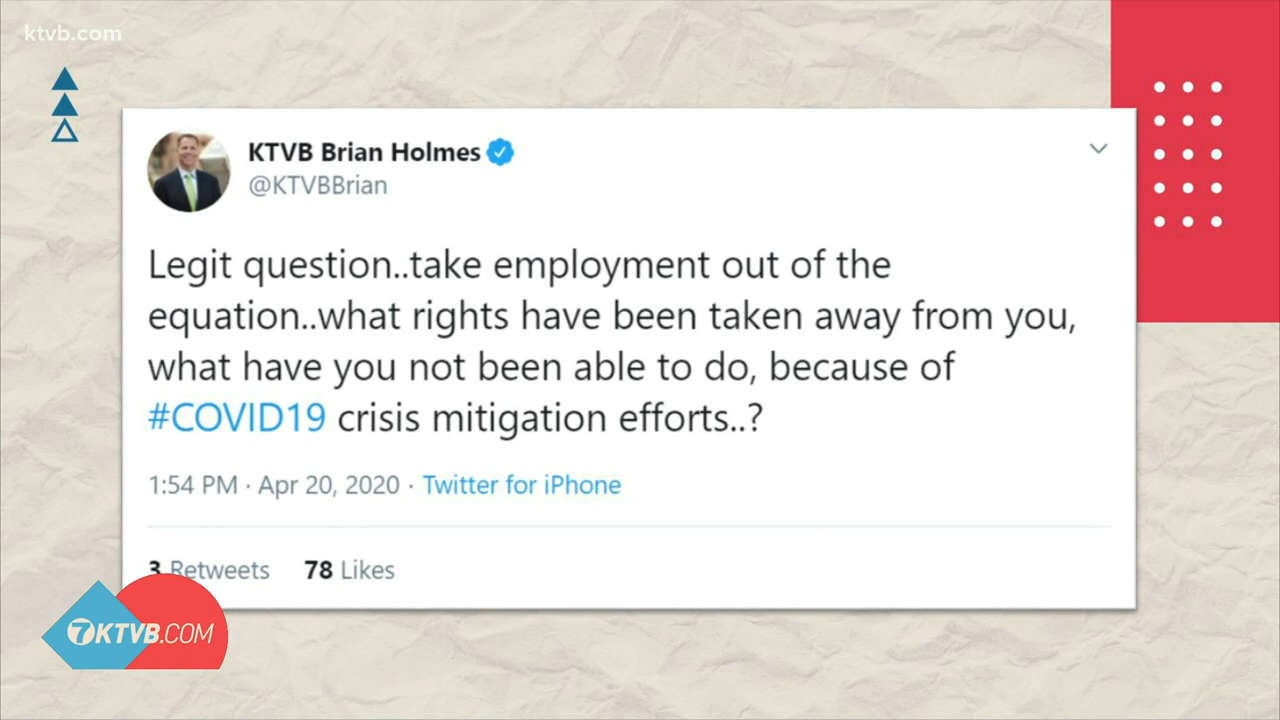 ktvb.com
KTVB Brian Holmes
@KTVBBrian
Legit question..take employment out of the
equation..what rights have been taken away from you,
what have you not been able to do, because of
#COVID19 crisis mitigation efforts..?
1:54 PM · Apr 20, 2020 · Twitter for iPhone
3 Retweets 78 Likes
7KTVB.COM